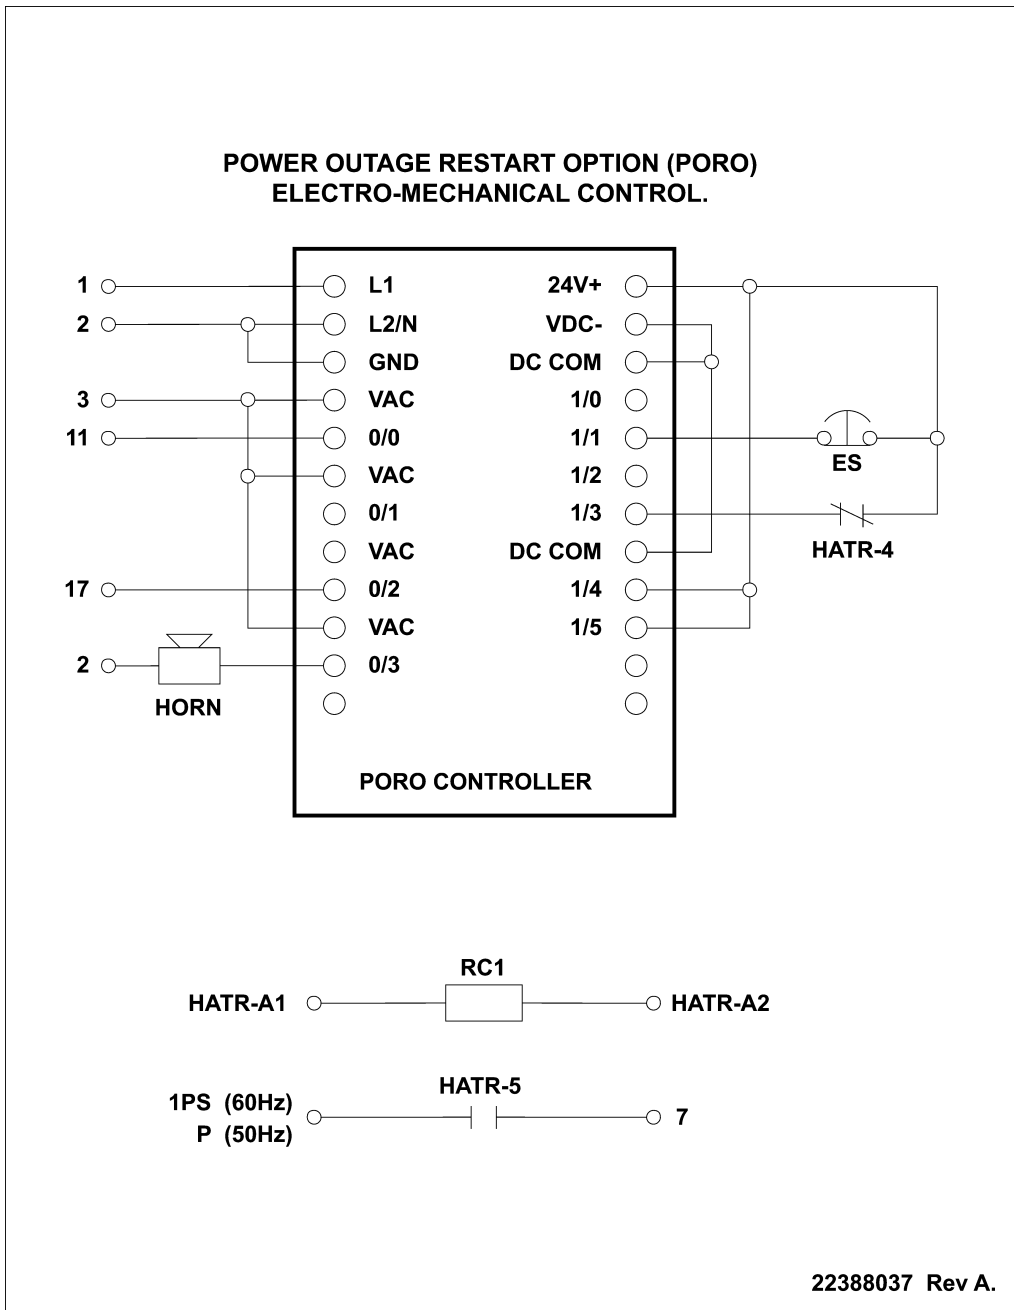 POWER OUTAGE RESTART OPTION (PORO)
ELECTRO-MECHANICAL CONTROL.
1 L1 24V+
2 L2/N VDC-
GND DC COM
3 VAC 1/0
11 0/0 1/1
ES
VAC 1/2
0/1 1/3
HATR-4
VAC DC COM
17 0/2 1/4
VAC 1/5
2 0/3
HORN
PORO CONTROLLER
RC1
HATR-A1 HATR-A2
HATR-5
1PS (60Hz)
P (50Hz)
7
22388037 Rev A.